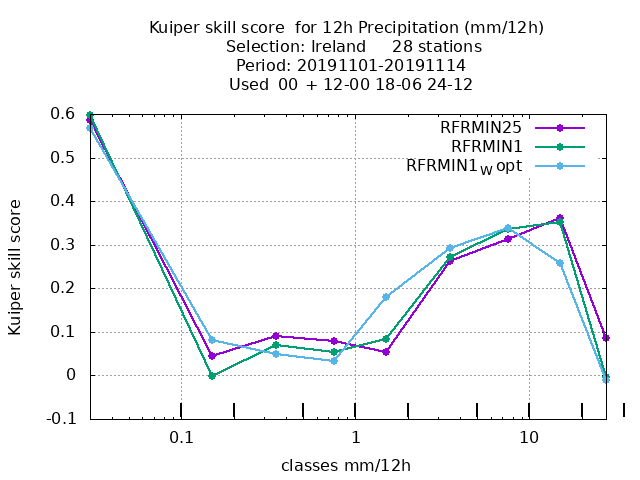 Kuiper skill score  for 12h Precipitation (mm/12h)
Selection: Ireland     28 stations
Period: 20191101-20191114
Used  00 + 12-00 18-06 24-12
RFRMIN25
RFRMIN1
RFRMIN1W opt
0.6
0.5
0.4
0.3
0.2
0.1
0
-0.1
Kuiper skill score
0.1
1
10
classes mm/12h